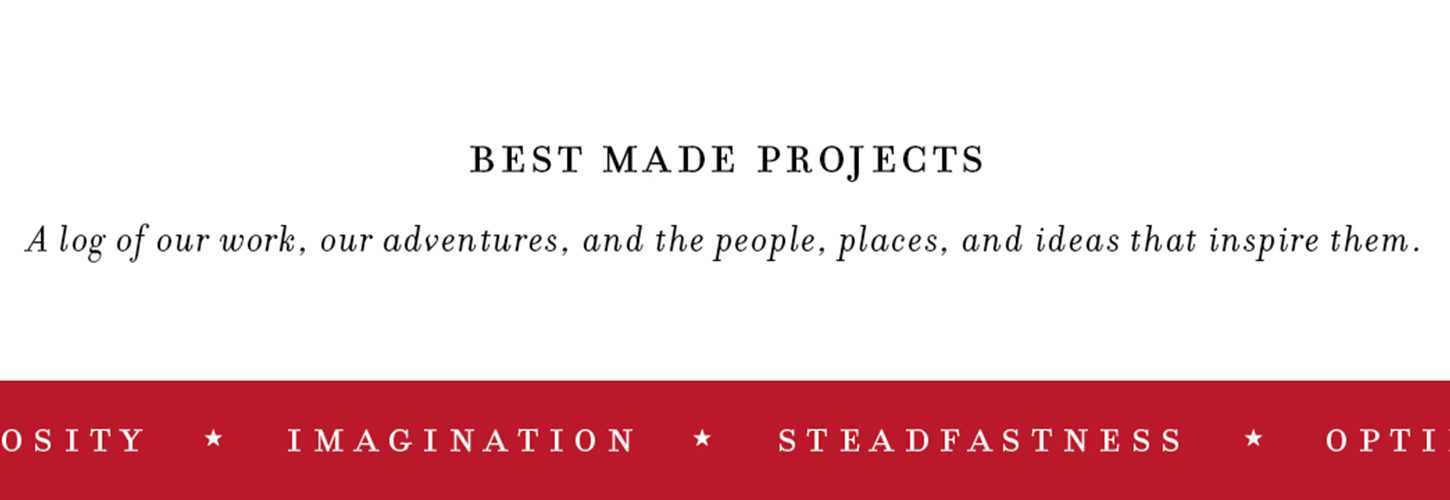 BEST MADE PROJECTS
A log of our work, our adventures, and the people, places, and ideas that inspire them.
OSITY ★ IMAGINATION ★ STEADFASTNESS ★ OPTI